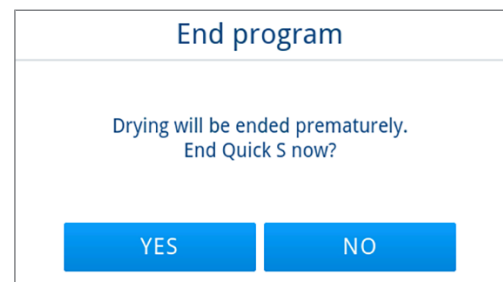 End program
Drying will be ended prematurely.
End Quick S now?
YES
NO